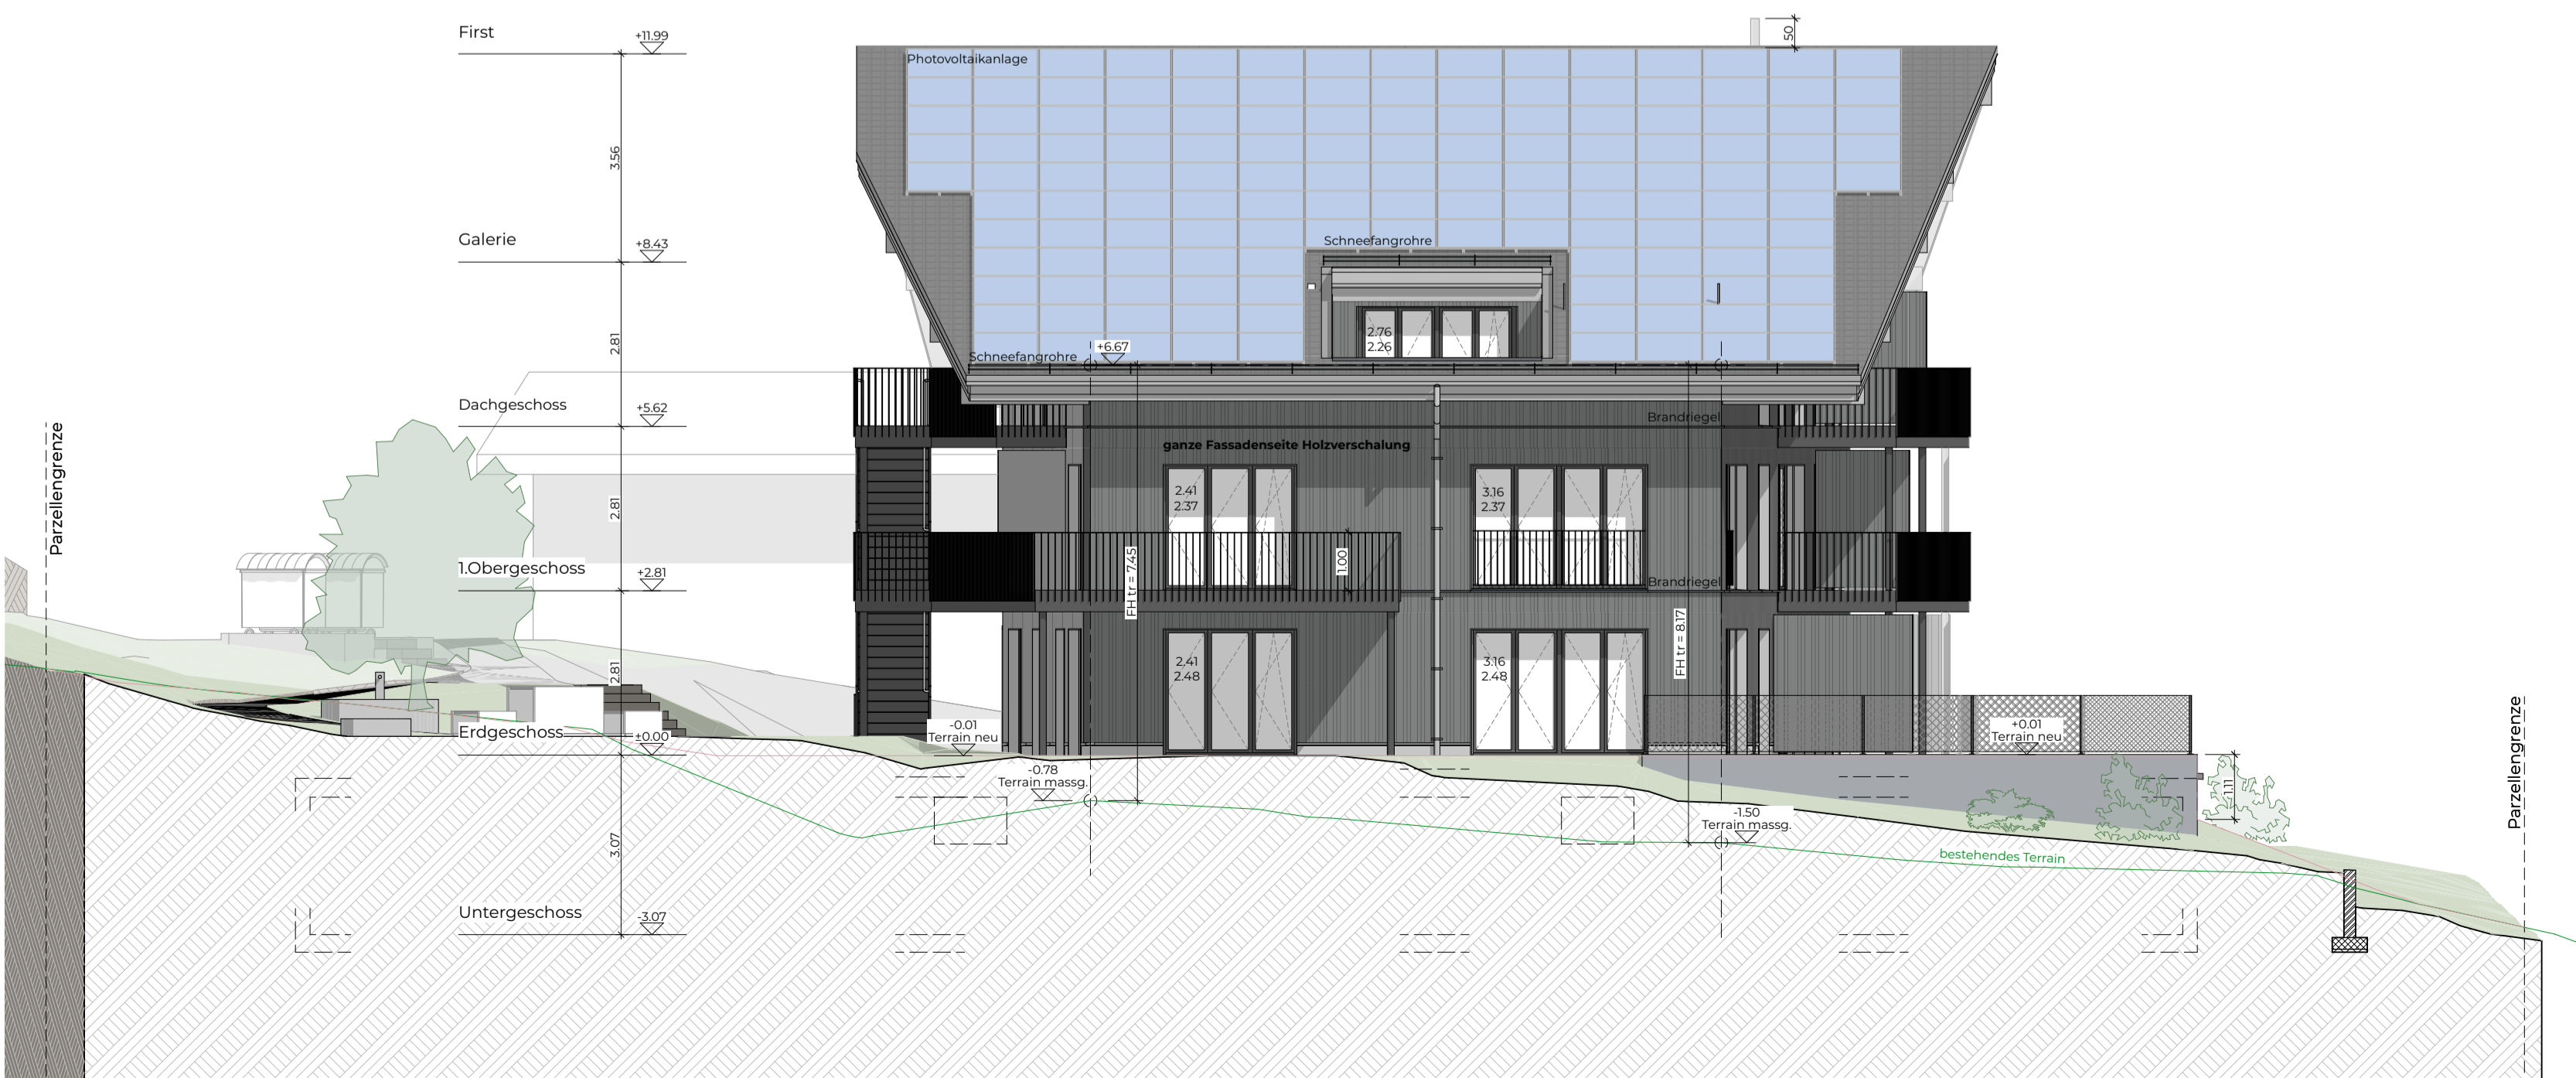 First
+11.99
50
Photovoltaikanlage
3.56
Galerie
+8.43
Schneefangrohre
2.81
2.76
2.26
Schneefangrohre
+6.67
Dachgeschoss
+5.62
Brandriegel
ganze Fassadenseite Holzverschalung
Parzellengrenze
2.81
2.41
2.37
3.16
2.37
1.Obergeschoss
+2.81
FH tr = 7.45
1.00
Brandriegel
FH tr = 8.17
2.81
2.41
2.48
3.16
2.48
Erdgeschoss
±0.00
-0.01
Terrain neu
+0.01
Terrain neu
Parzellengrenze
-0.78
Terrain massg.
1.11
-1.50
Terrain massg.
3.07
bestehendes Terrain
Untergeschoss
-3.07